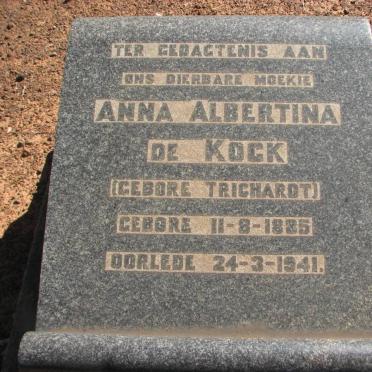 TER GEDAGTENIS AAN
ONS DIERBARE MOEKIE
ANNA ALBERTINA
DE KOCK
(GEBORE TRICHARDT)
GEBORE 11-8-1885
OORLEDE 24-3-1941.